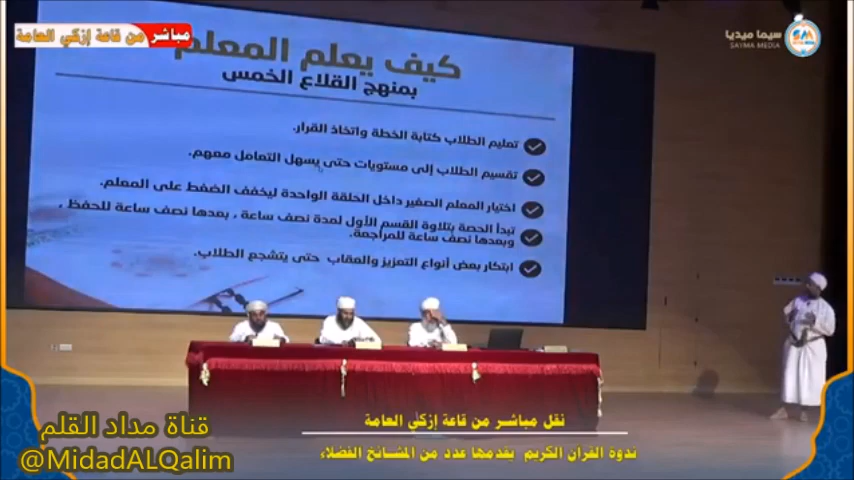 مباشر من قاعة إزكي العامة
سيما ميديا
SAYMA MEDIA
كيف يعلم المعلم
بمنهج القلاع الخمس
تعليم الطلاب كتابة الخطة واتخاذ القرار.
تقسيم الطلاب إلى مستويات حتى يسهل التعامل معهم.
اختيار المعلم الصغير داخل الحلقة الواحدة ليخفف الضغط على المعلم.
تبدأ الحصة بتلاوة القسم الأول لمدة نصف ساعة ، بعدها نصف ساعة للحفظ ،
وبعدها نصف ساعة للمراجعة.
ابتكار بعض أنواع التعزيز والعقاب حتى يتشجع الطلاب.
نقل مباشر من قاعة إزكي العامة
ندوة القرآن الكريم يقدمها عدد من المشائخ الفضلاء
قناة مداد القلم
@MidadALQalim